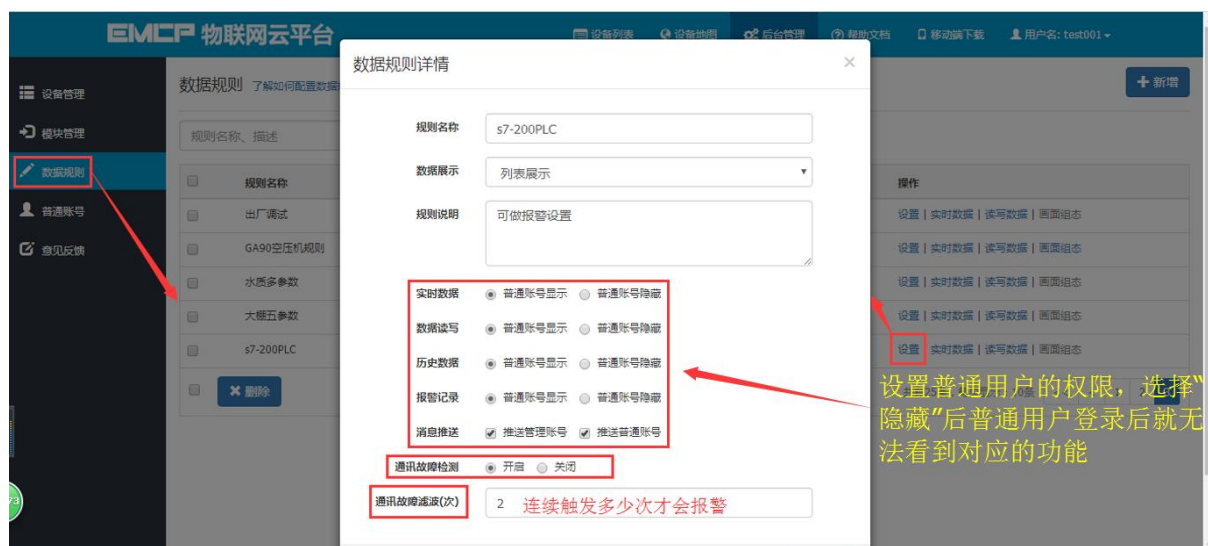 EMCP 物联网云平台
设备列表 设备地图 后台管理 帮助文档 移动端下载 用户名: test001
设备管理
模块管理
数据规则
普通账号
意见反馈
数据规则 了解如何配置数据
新增
规则名称、描述
规则名称 操作
出厂调试 设置 | 实时数据 | 读写数据 | 画面组态
GA90空压机规则 设置 | 实时数据 | 读写数据 | 画面组态
水质多参数 设置 | 实时数据 | 读写数据 | 画面组态
大棚五参数 设置 | 实时数据 | 读写数据 | 画面组态
s7-200PLC 设置 | 实时数据 | 读写数据 | 画面组态
删除
数据规则详情 ×
规则名称 s7-200PLC
数据展示 列表展示
规则说明 可做报警设置
实时数据 普通账号显示 普通账号隐藏
数据读写 普通账号显示 普通账号隐藏
历史数据 普通账号显示 普通账号隐藏
报警记录 普通账号显示 普通账号隐藏
消息推送 推送管理账号 推送普通账号
通讯故障检测 开启 关闭
通讯故障滤波(次) 2 连续触发多少次才会报警
设置普通用户的权限，选择“
隐藏”后普通用户登录后就无
法看到对应的功能